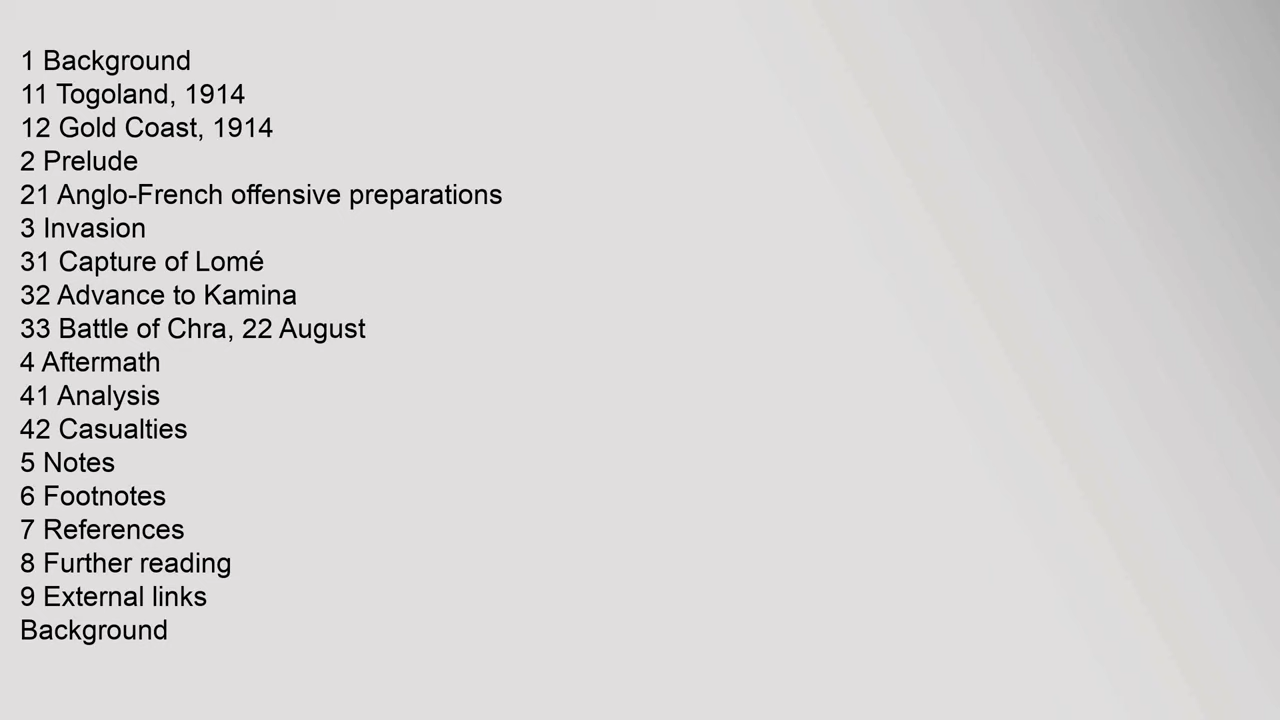 1 Background
11 Togoland, 1914
12 Gold Coast, 1914
2 Prelude
21 Anglo-French offensive preparations
3 Invasion
31 Capture of Lomé
32 Advance to Kamina
33 Battle of Chra, 22 August
4 Aftermath
41 Analysis
42 Casualties
5 Notes
6 Footnotes
7 References
8 Further reading
9 External links
Background